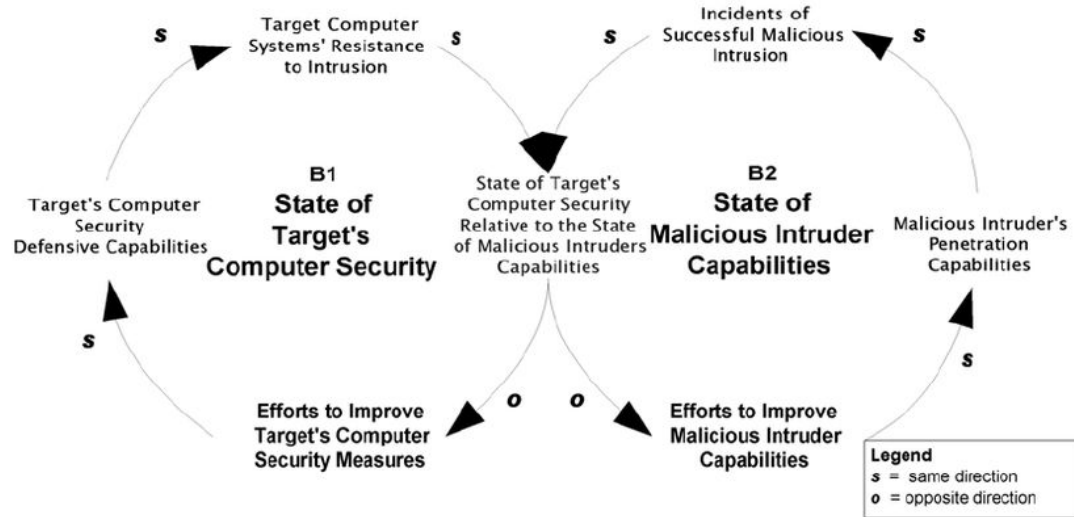 Target Computer
Systems' Resistance
to Intrusion
s
s
Incidents of
Successful Malicious
Intrusion
s
s
B1
State of
Target's
Computer Security
State of Target's
Computer Security
Relative to the State
of Malicious Intruders
Capabilities
B2
State of
Malicious Intruder
Capabilities
Target's Computer
Security
Defensive Capabilities
Malicious Intruder's
Penetration
Capabilities
s
s
o
o
Efforts to Improve
Target's Computer
Security Measures
Efforts to Improve
Malicious Intruder
Capabilities
Legend
s = same direction
o = opposite direction